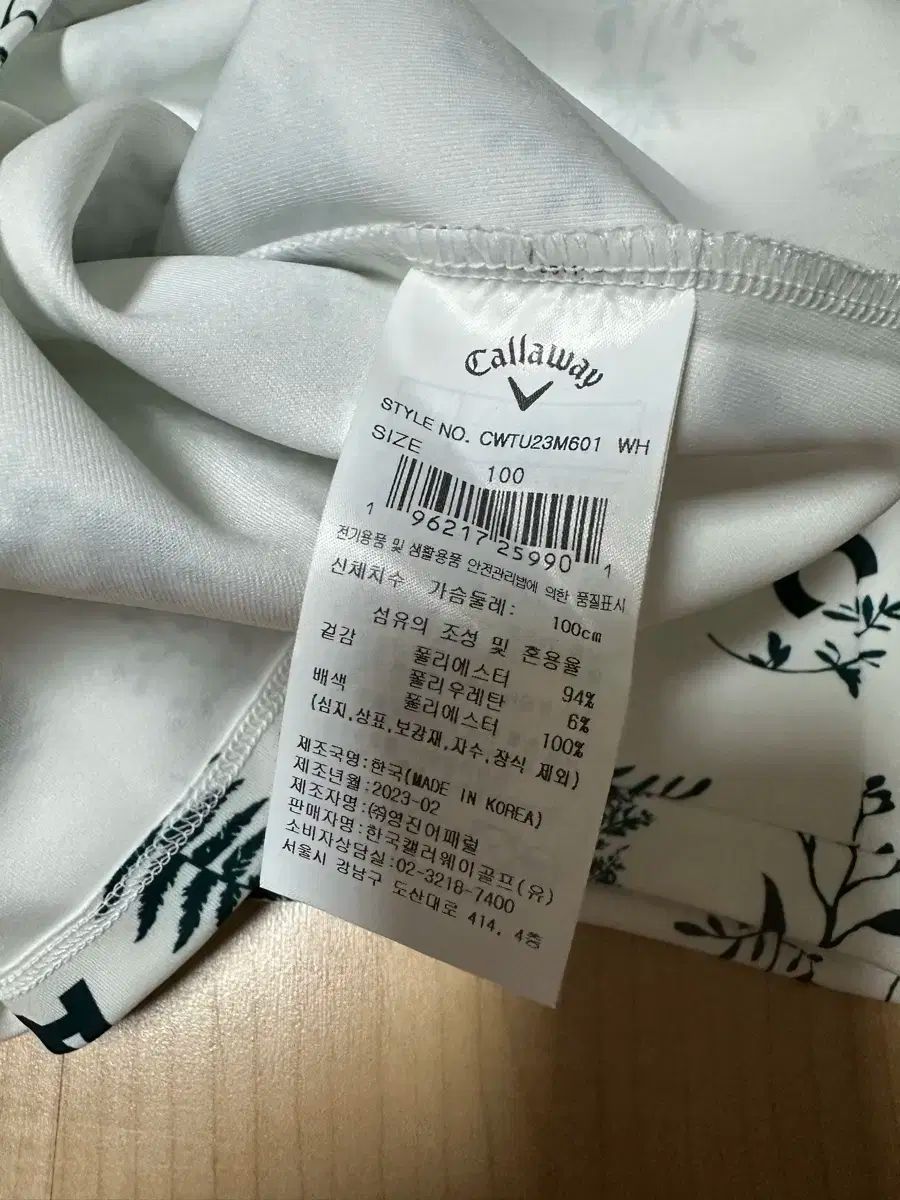 Callaway
STYLE NO. CWTU23M601 WH
SIZE 100
1 96217 25990 1
전기용품 및 생활용품 안전관리법에 의한 품질표시
신체치수 가슴둘레: 100cm
섬유의 조성 및 혼용율
겉감 폴리에스터 94%
폴리우레탄 6%
배색 폴리에스터 100%
(심지,상표,보강재,자수,장식 제외)
제조국명:한국(MADE IN KOREA)
제조년월:2023-02
제조자명:㈜영진어패럴
판매자명:한국캘러웨이골프(유)
소비자상담실:02-3218-7400
서울시 강남구 도산대로 414, 4층